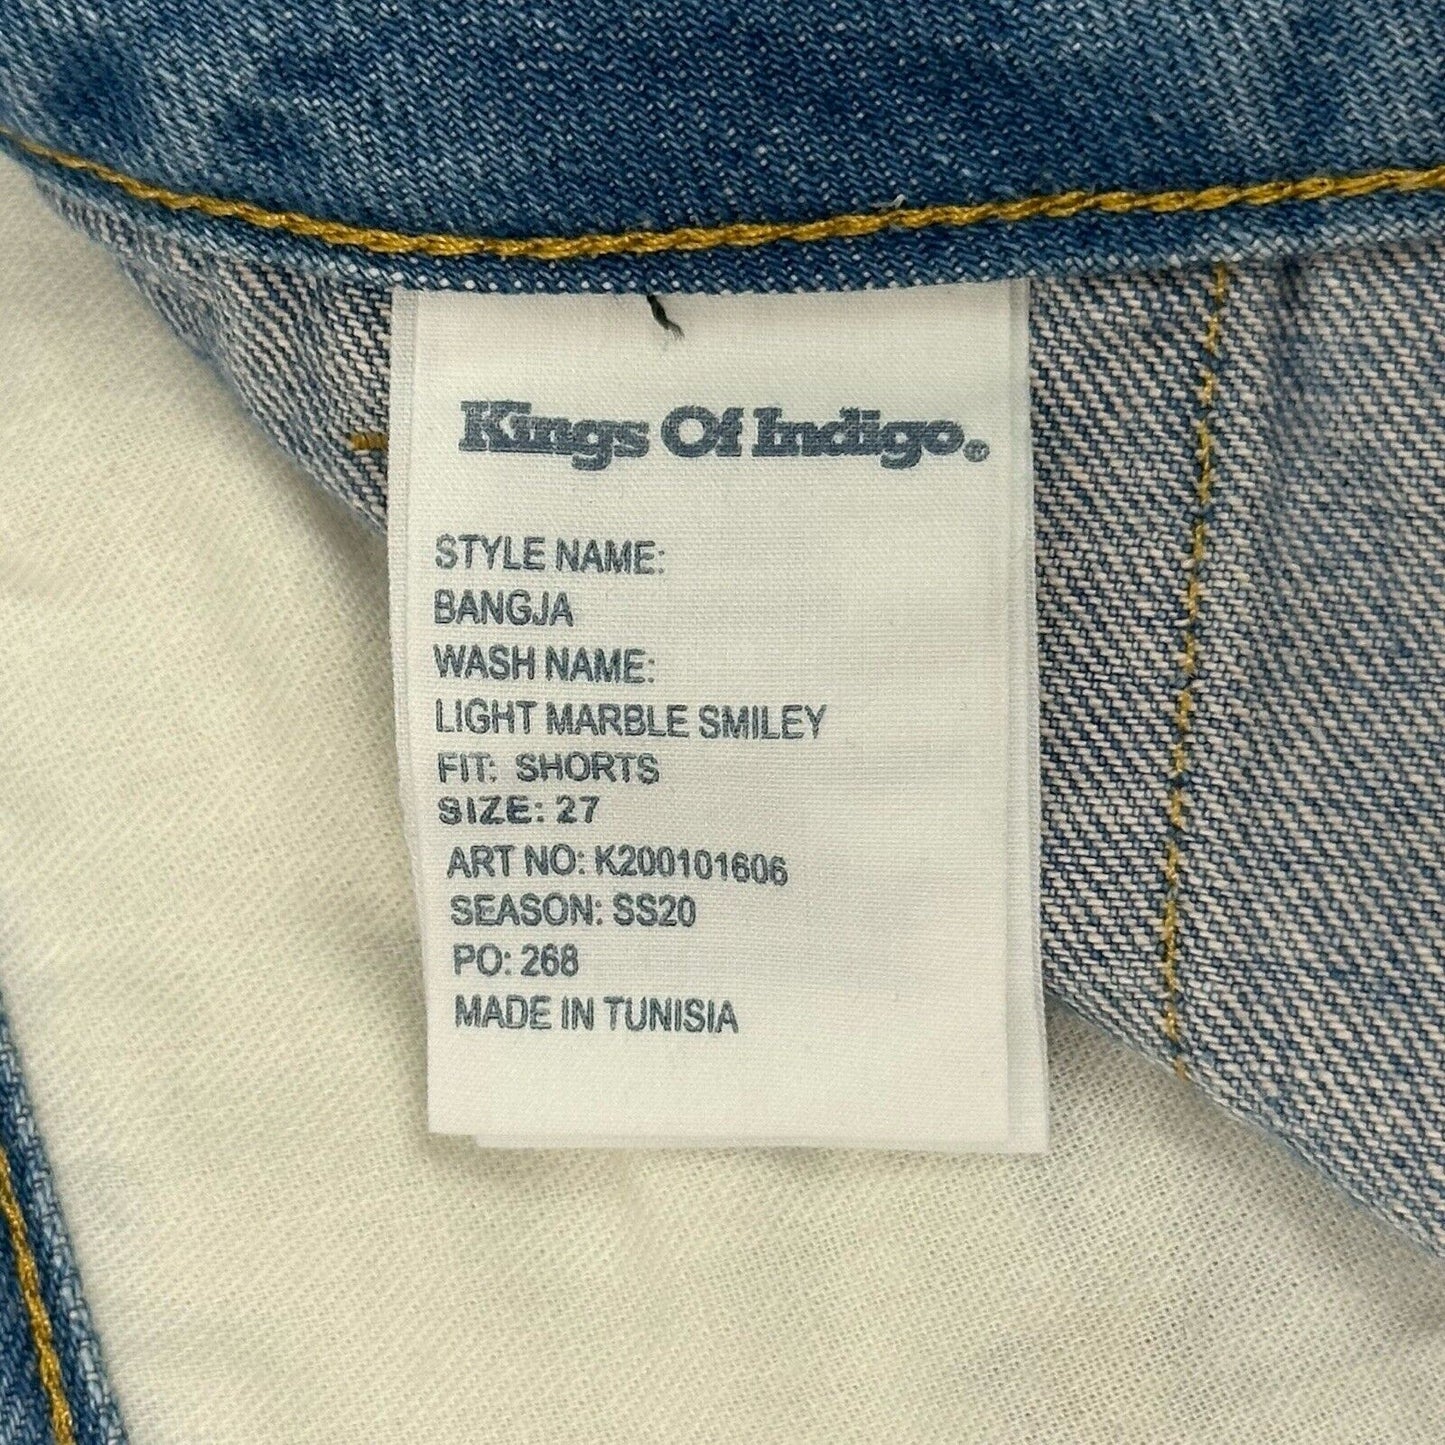 Kings Of Indigo.®
STYLE NAME:
BANGJA
WASH NAME:
LIGHT MARBLE SMILEY
FIT: SHORTS
SIZE: 27
ART NO: K200101606
SEASON: SS20
PO: 268
MADE IN TUNISIA